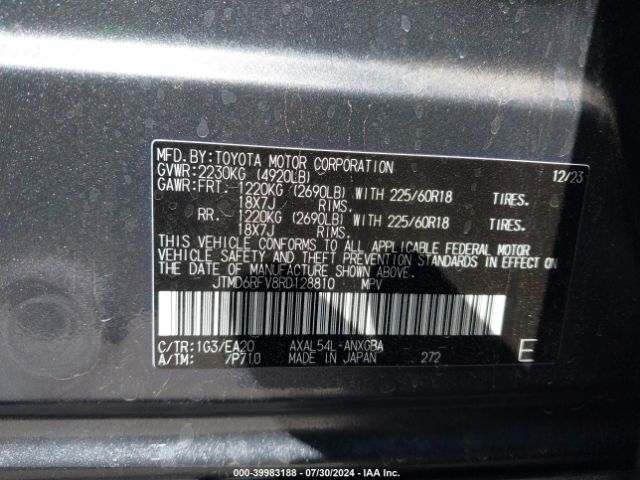 MFD. BY: TOYOTA MOTOR CORPORATION 12/23
GVWR: 2230KG (4920LB)
GAWR: FRT. 1220KG (2690LB) WITH 225/60R18 TIRES.
18X7J RIMS.
RR. 1220KG (2690LB) WITH 225/60R18 TIRES.
18X7J RIMS.
THIS VEHICLE CONFORMS TO ALL APPLICABLE FEDERAL MOTOR
VEHICLE SAFETY AND THEFT PREVENTION STANDARDS IN EFFECT ON
THE DATE OF MANUFACTURE SHOWN ABOVE.
JTMD6RFV8RD128810 MPV
C/TR: 1G3/EA20 AXAL54L-ANXGBA
A/TM: 7P710 MADE IN JAPAN 272 E
000-39983188 - 07/30/2024 - IAA Inc.